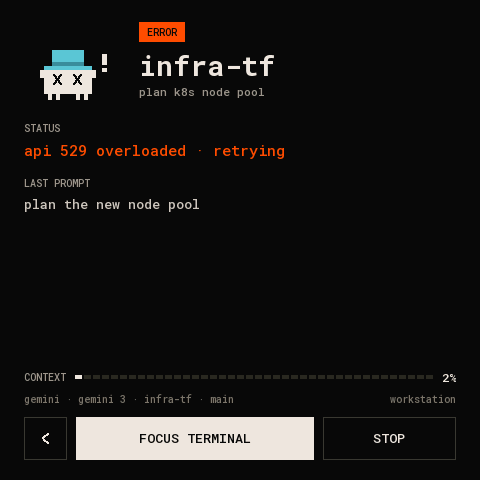 ERROR
infra-tf
plan k8s node pool
STATUS
api 529 overloaded · retrying
LAST PROMPT
plan the new node pool
CONTEXT 2%
gemini · gemini 3 · infra-tf · main workstation
< FOCUS TERMINAL STOP